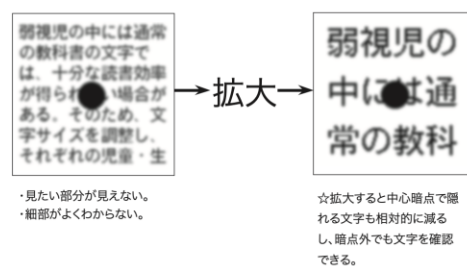 弱視児の中には通常
の教科書の文字で
は、十分な読書効率
が得られ い場合が
ある。そのため、文
字サイズを調整し、
それぞれの児童・生
・見たい部分が見えない。
・細部がよくわからない。
拡大
弱視児の
中に は通
常の教科
☆拡大すると中心暗点で隠
れる文字も相対的に減る
し、暗点外でも文字を確認
できる。